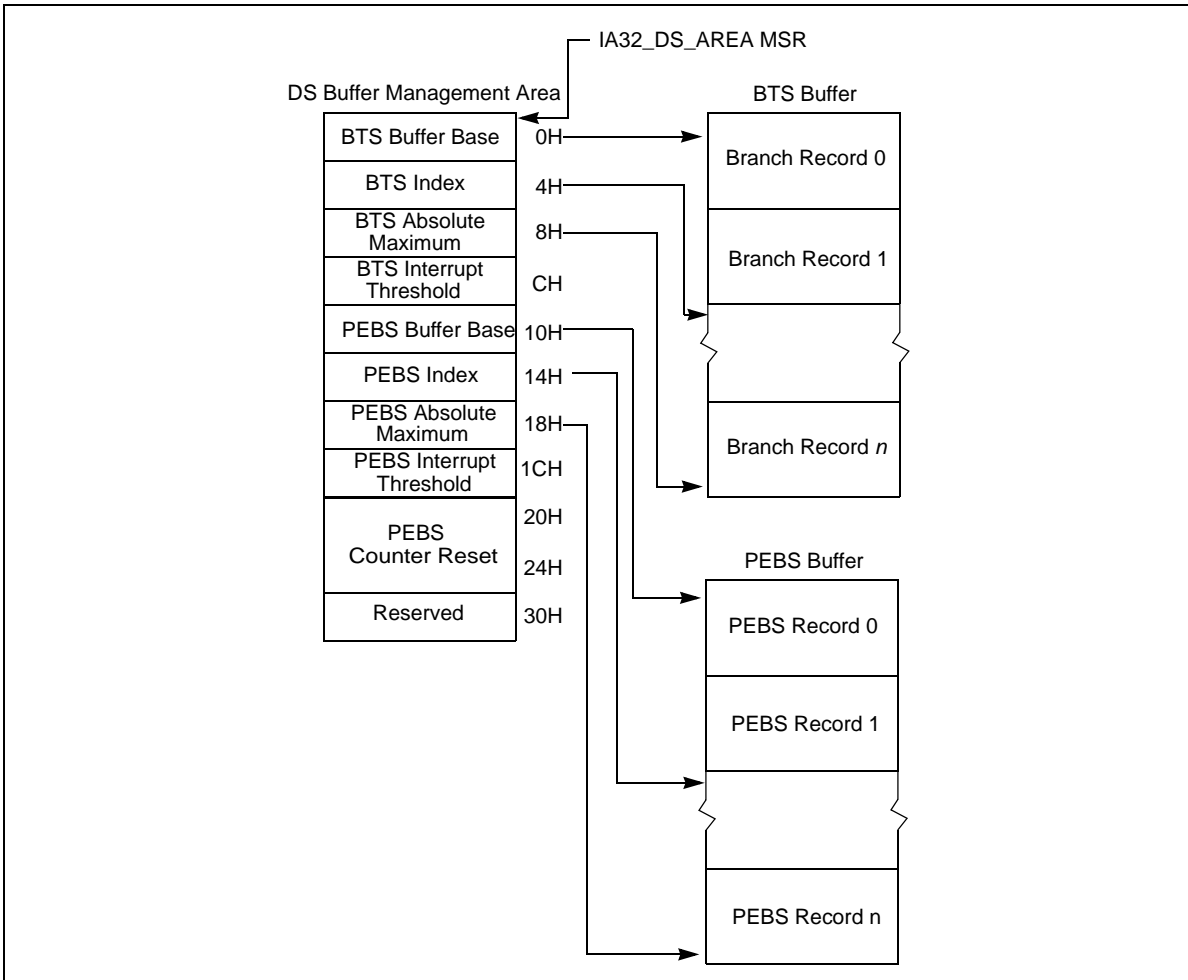 IA32_DS_AREA MSR
DS Buffer Management Area
BTS Buffer Base
0H
BTS Index
4H
BTS Absolute
Maximum
8H
BTS Interrupt
Threshold
CH
PEBS Buffer Base
10H
PEBS Index
14H
PEBS Absolute
Maximum
18H
PEBS Interrupt
Threshold
1CH
PEBS
Counter Reset
20H
24H
Reserved
30H
BTS Buffer
Branch Record 0
Branch Record 1
Branch Record n
PEBS Buffer
PEBS Record 0
PEBS Record 1
PEBS Record n